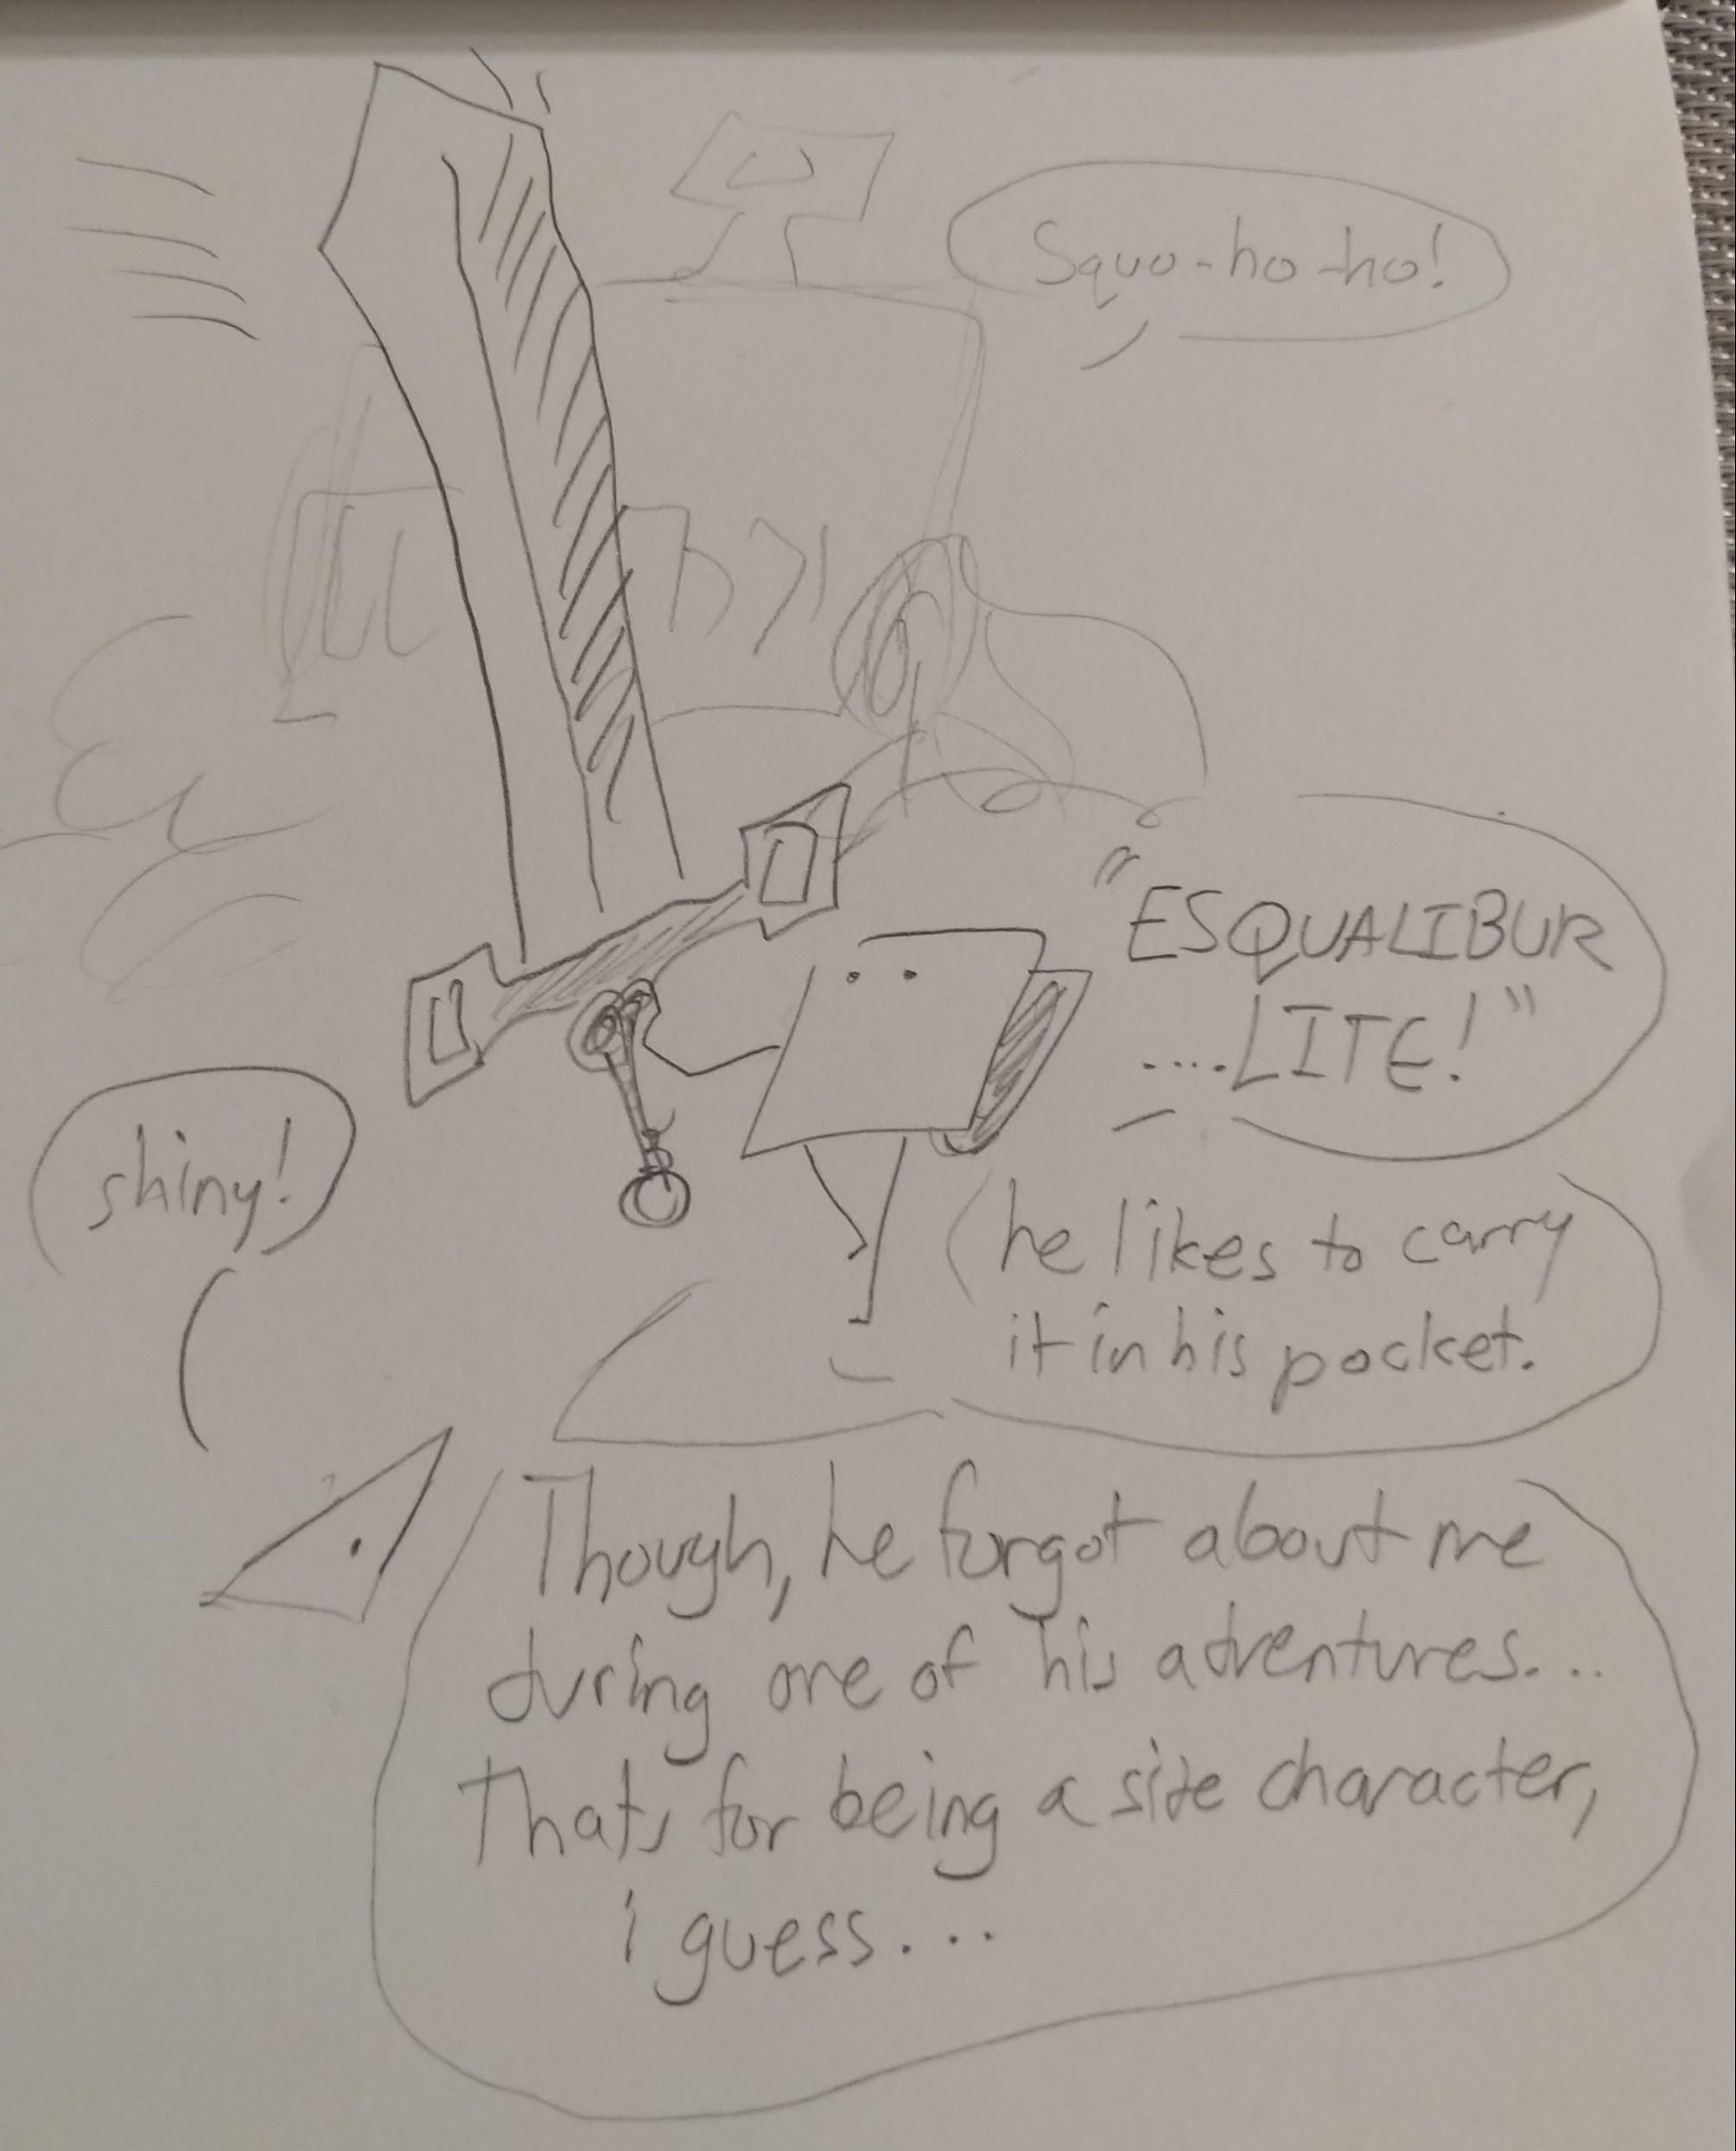 Squo-ho-ho!
"ESQUALIBUR
....LITE!"
shiny!
he likes to carry
it in his pocket.
Though, he forgot about me
during one of his adventures...
Thats for being a side character,
i guess...